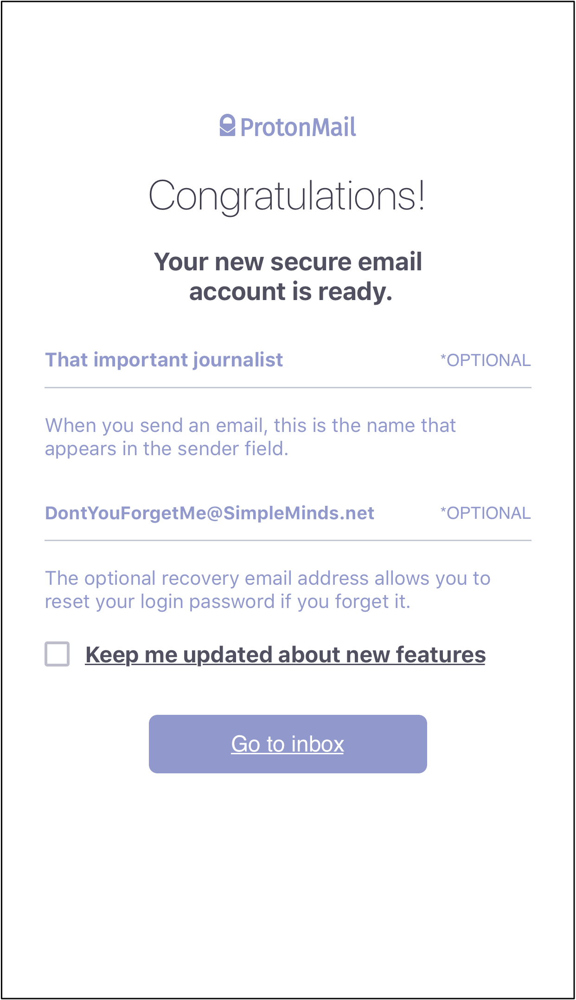 ProtonMail
Congratulations!
Your new secure email
account is ready.
That important journalist *OPTIONAL
When you send an email, this is the name that
appears in the sender field.
DontYouForgetMe@SimpleMinds.net *OPTIONAL
The optional recovery email address allows you to
reset your login password if you forget it.
Keep me updated about new features
Go to inbox